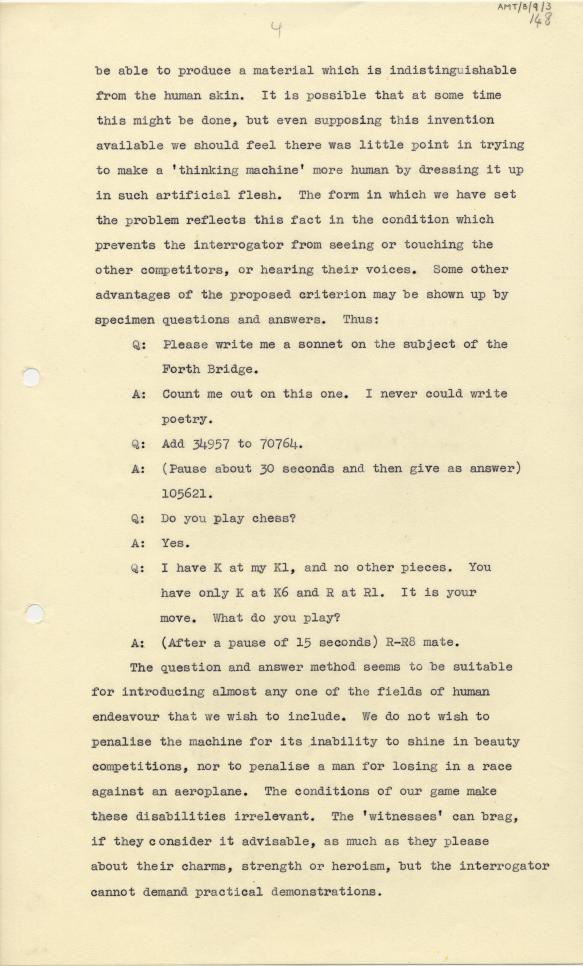 AMT/B/9/3
148
4
be able to produce a material which is indistinguishable
from the human skin. It is possible that at some time
this might be done, but even supposing this invention
available we should feel there was little point in trying
to make a 'thinking machine' more human by dressing it up
in such artificial flesh. The form in which we have set
the problem reflects this fact in the condition which
prevents the interrogator from seeing or touching the
other competitors, or hearing their voices. Some other
advantages of the proposed criterion may be shown up by
specimen questions and answers. Thus:
Q: Please write me a sonnet on the subject of the
Forth Bridge.
A: Count me out on this one. I never could write
poetry.
Q: Add 34957 to 70764.
A: (Pause about 30 seconds and then give as answer)
105621.
Q: Do you play chess?
A: Yes.
Q: I have K at my K1, and no other pieces. You
have only K at K6 and R at R1. It is your
move. What do you play?
A: (After a pause of 15 seconds) R-R8 mate.
The question and answer method seems to be suitable
for introducing almost any one of the fields of human
endeavour that we wish to include. We do not wish to
penalise the machine for its inability to shine in beauty
competitions, nor to penalise a man for losing in a race
against an aeroplane. The conditions of our game make
these disabilities irrelevant. The 'witnesses' can brag,
if they consider it advisable, as much as they please
about their charms, strength or heroism, but the interrogator
cannot demand practical demonstrations.